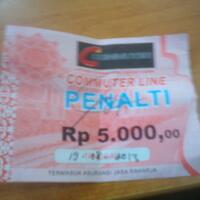 COMMUTER LINE
PENALTI
Rp 5.000,00
TERMASUK ASURANSI JASA RAHARJA